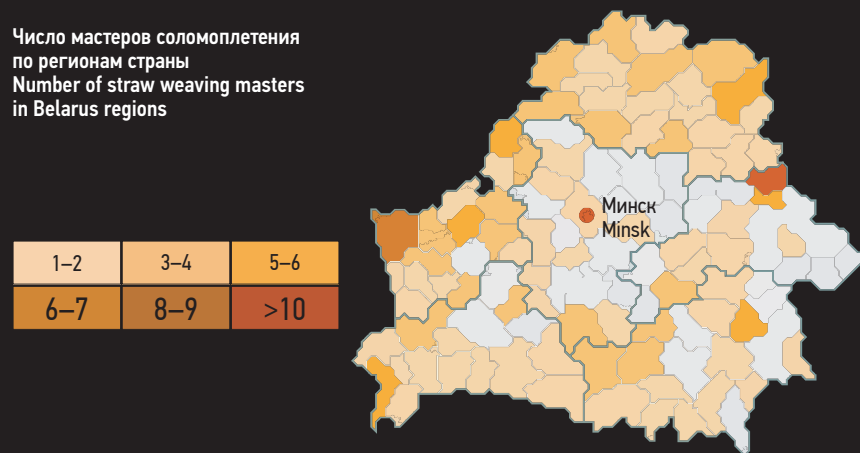 Число мастеров соломоплетения
по регионам страны
Number of straw weaving masters
in Belarus regions
Минск
Minsk
1–2 3–4 5–6
6–7 8–9 >10